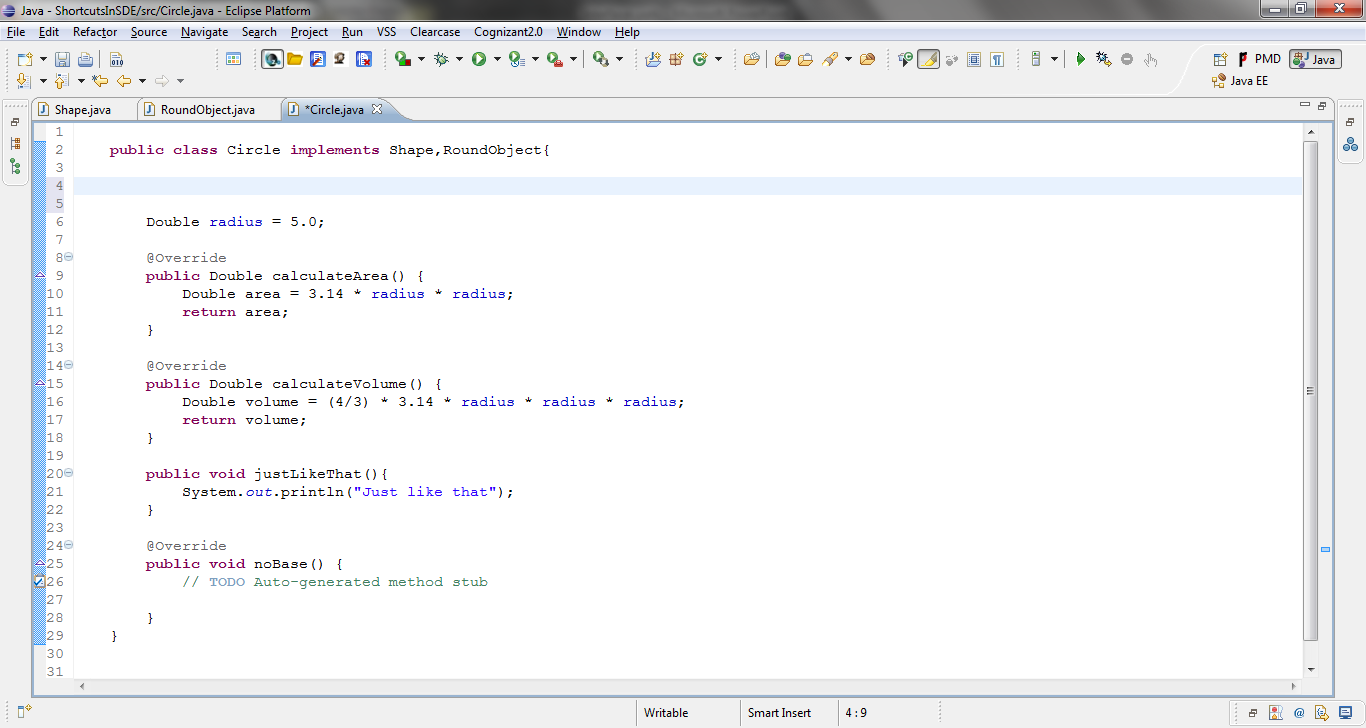 Java - ShortcutsInSDE/src/Circle.java - Eclipse Platform
File Edit Refactor Source Navigate Search Project Run VSS Clearcase Cognizant2.0 Window Help
PMD Java
Java EE
Shape.java RoundObject.java *Circle.java
1
2 public class Circle implements Shape,RoundObject{
3
4
5
6 Double radius = 5.0;
7
8 @Override
9 public Double calculateArea() {
10 Double area = 3.14 * radius * radius;
11 return area;
12 }
13
14 @Override
15 public Double calculateVolume() {
16 Double volume = (4/3) * 3.14 * radius * radius * radius;
17 return volume;
18 }
19
20 public void justLikeThat(){
21 System.out.println("Just like that");
22 }
23
24 @Override
25 public void noBase() {
26 // TODO Auto-generated method stub
27
28 }
29 }
30
31
Writable Smart Insert 4 : 9